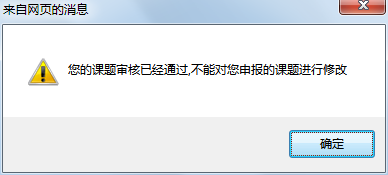 来自网页的消息
您的课题审核已经通过,不能对您申报的课题进行修改
确定